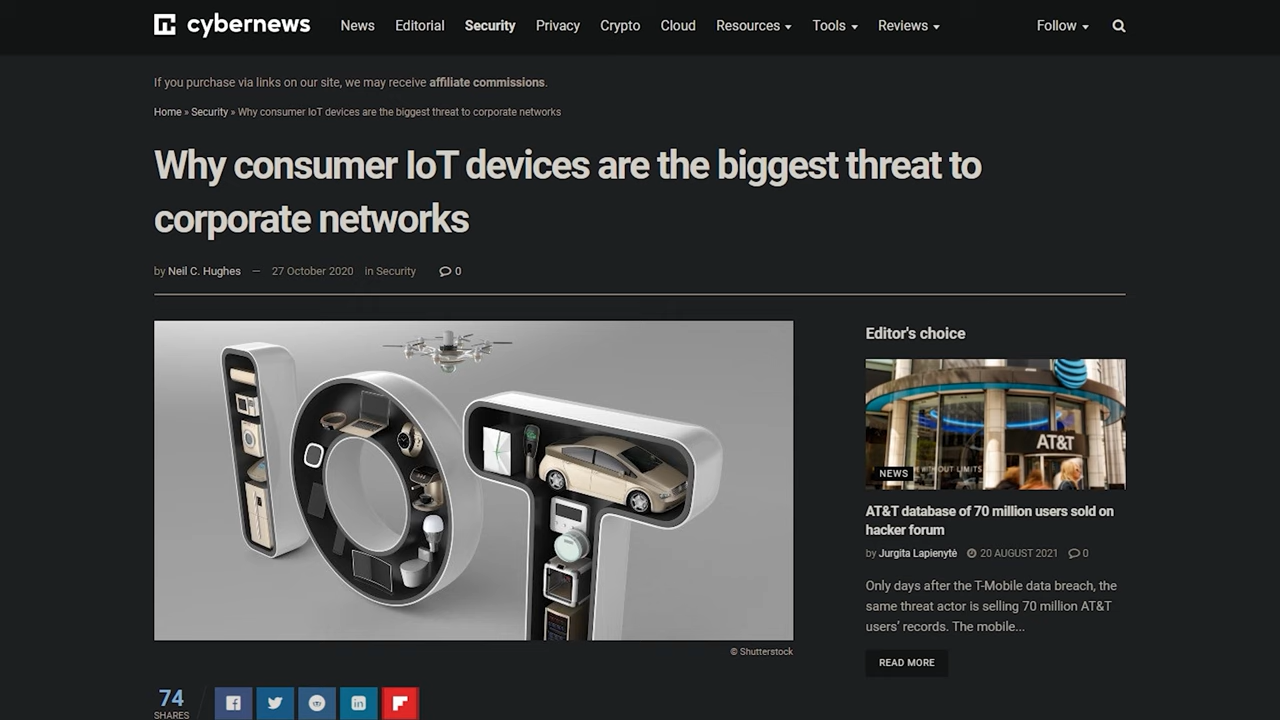 cybernews
News Editorial Security Privacy Crypto Cloud Resources Tools Reviews Follow
If you purchase via links on our site, we may receive affiliate commissions.
Home » Security » Why consumer IoT devices are the biggest threat to corporate networks
Why consumer IoT devices are the biggest threat to
corporate networks
by Neil C. Hughes — 27 October 2020 in Security 0
IOT
© Shutterstock
74
SHARES
Editor's choice
AT&T
WITHOUT LIMITS
NEWS
AT&T database of 70 million users sold on
hacker forum
by Jurgita Lapienytė 20 AUGUST 2021 0
Only days after the T-Mobile data breach, the
same threat actor is selling 70 million AT&T
users' records. The mobile...
READ MORE